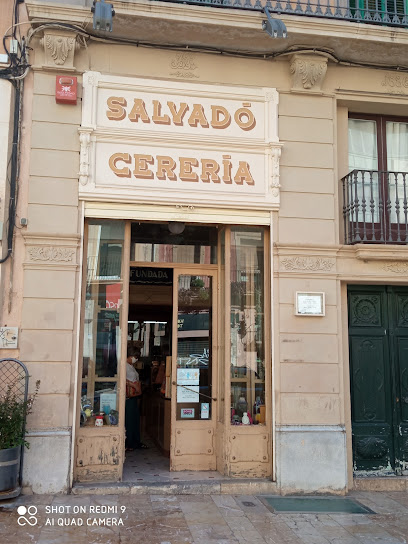 SALVADÓ
CERERÍA
FUNDADA
SHOT ON REDMI 9
AI QUAD CAMERA